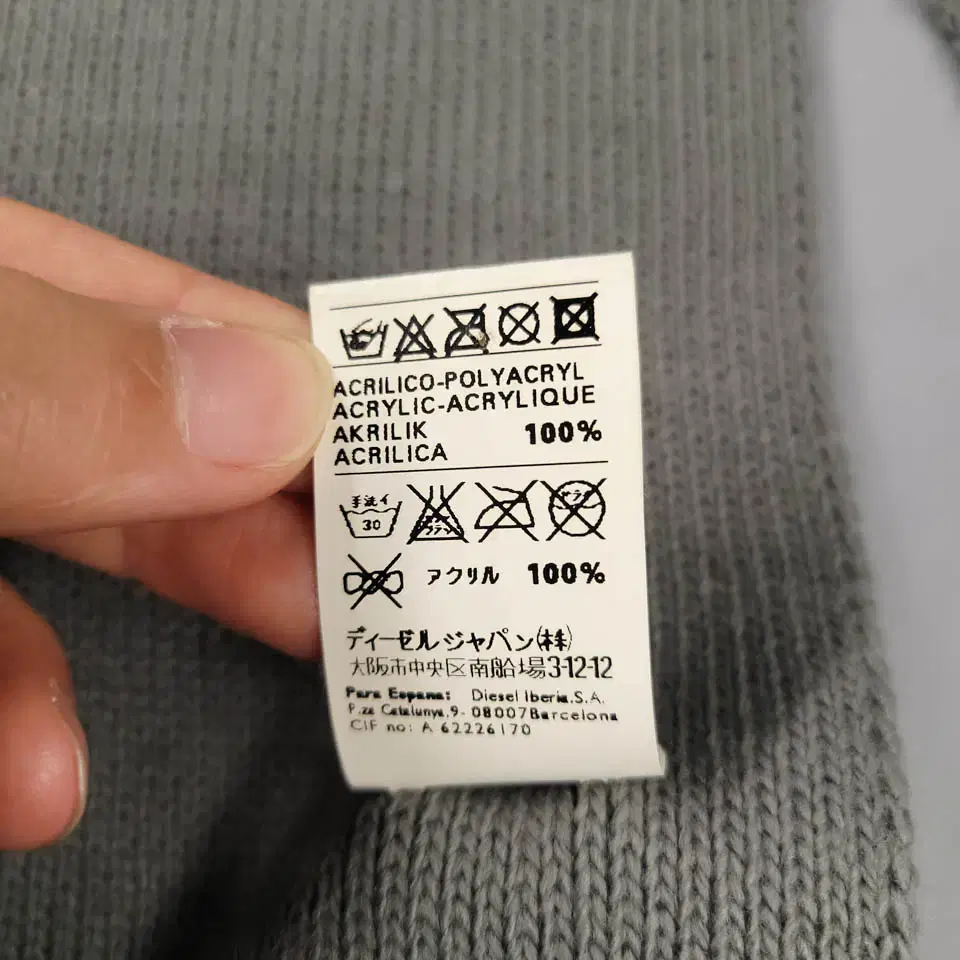 ACRILICO-POLYACRYL
ACRYLIC-ACRYLIQUE
AKRILIK 100%
ACRILICA
手洗イ
30
アクリル 100%
ディーゼルジャパン(株)
大阪市中央区南船場3-12-12
Para Espana: Diesel Iberia.S.A.
P.za Catalunya,9- 08007Barcelona
CIF no: A 62226170